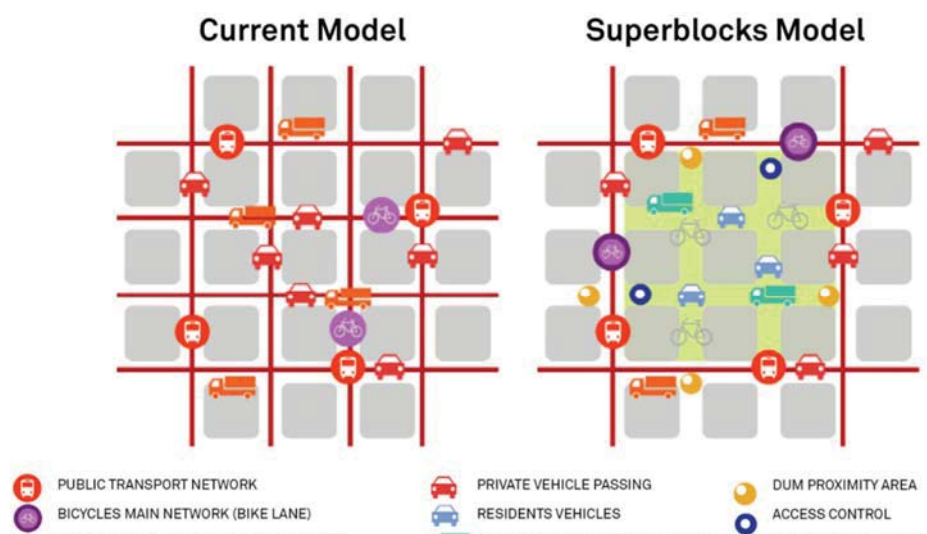 Current Model
Superblocks Model
PUBLIC TRANSPORT NETWORK
PRIVATE VEHICLE PASSING
DUM PROXIMITY AREA
BICYCLES MAIN NETWORK (BIKE LANE)
RESIDENTS VEHICLES
ACCESS CONTROL